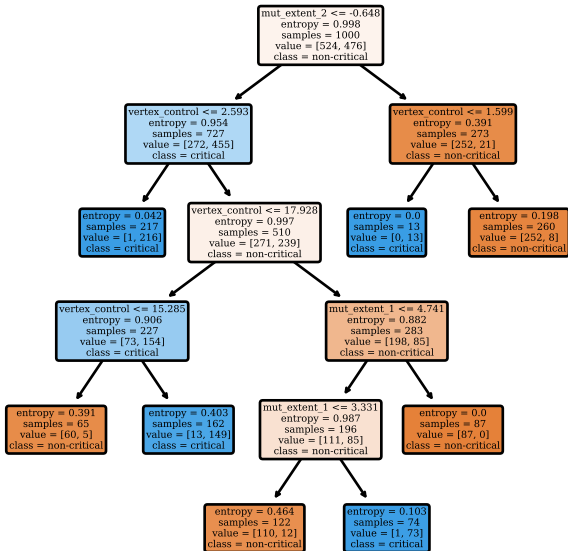 mut_extent_2 <= -0.648
entropy = 0.998
samples = 1000
value = [524, 476]
class = non-critical
vertex_control <= 2.593
entropy = 0.954
samples = 727
value = [272, 455]
class = critical
vertex_control <= 1.599
entropy = 0.391
samples = 273
value = [252, 21]
class = non-critical
entropy = 0.042
samples = 217
value = [1, 216]
class = critical
vertex_control <= 17.928
entropy = 0.997
samples = 510
value = [271, 239]
class = non-critical
entropy = 0.0
samples = 13
value = [0, 13]
class = critical
entropy = 0.198
samples = 260
value = [252, 8]
class = non-critical
vertex_control <= 15.285
entropy = 0.906
samples = 227
value = [73, 154]
class = critical
mut_extent_1 <= 4.741
entropy = 0.882
samples = 283
value = [198, 85]
class = non-critical
entropy = 0.391
samples = 65
value = [60, 5]
class = non-critical
entropy = 0.403
samples = 162
value = [13, 149]
class = critical
mut_extent_1 <= 3.331
entropy = 0.987
samples = 196
value = [111, 85]
class = non-critical
entropy = 0.0
samples = 87
value = [87, 0]
class = non-critical
entropy = 0.464
samples = 122
value = [110, 12]
class = non-critical
entropy = 0.103
samples = 74
value = [1, 73]
class = critical